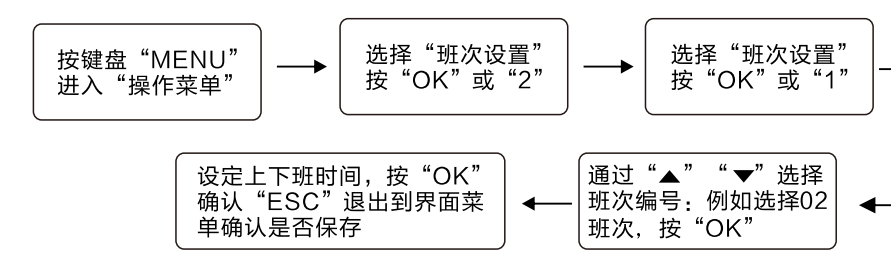 按键盘“MENU”
进入“操作菜单”
选择“班次设置”
按“OK”或“2”
选择“班次设置”
按“OK”或“1”
通过“▲”“▼”选择
班次编号：例如选择02
班次，按“OK”
设定上下班时间，按“OK”
确认“ESC”退出到界面菜
单确认是否保存